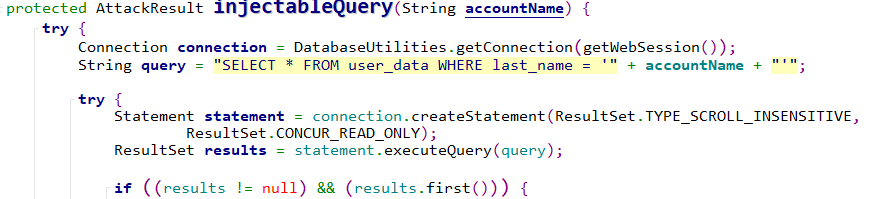 protected AttackResult injectableQuery(String accountName) {
try {
Connection connection = DatabaseUtilities.getConnection(getWebSession());
String query = "SELECT * FROM user_data WHERE last_name = '" + accountName + "'";
try {
Statement statement = connection.createStatement(ResultSet.TYPE_SCROLL_INSENSITIVE,
ResultSet.CONCUR_READ_ONLY);
ResultSet results = statement.executeQuery(query);
if ((results != null) && (results.first())) {